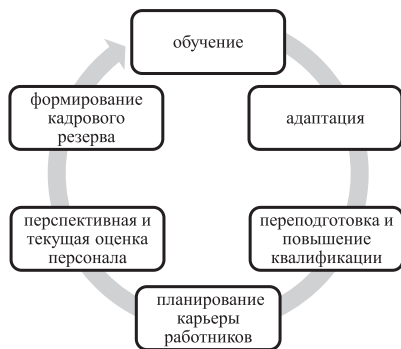 обучение
адаптация
переподготовка и
повышение
квалификации
планирование
карьеры
работников
перспективная и
текущая оценка
персонала
формирование
кадрового
резерва